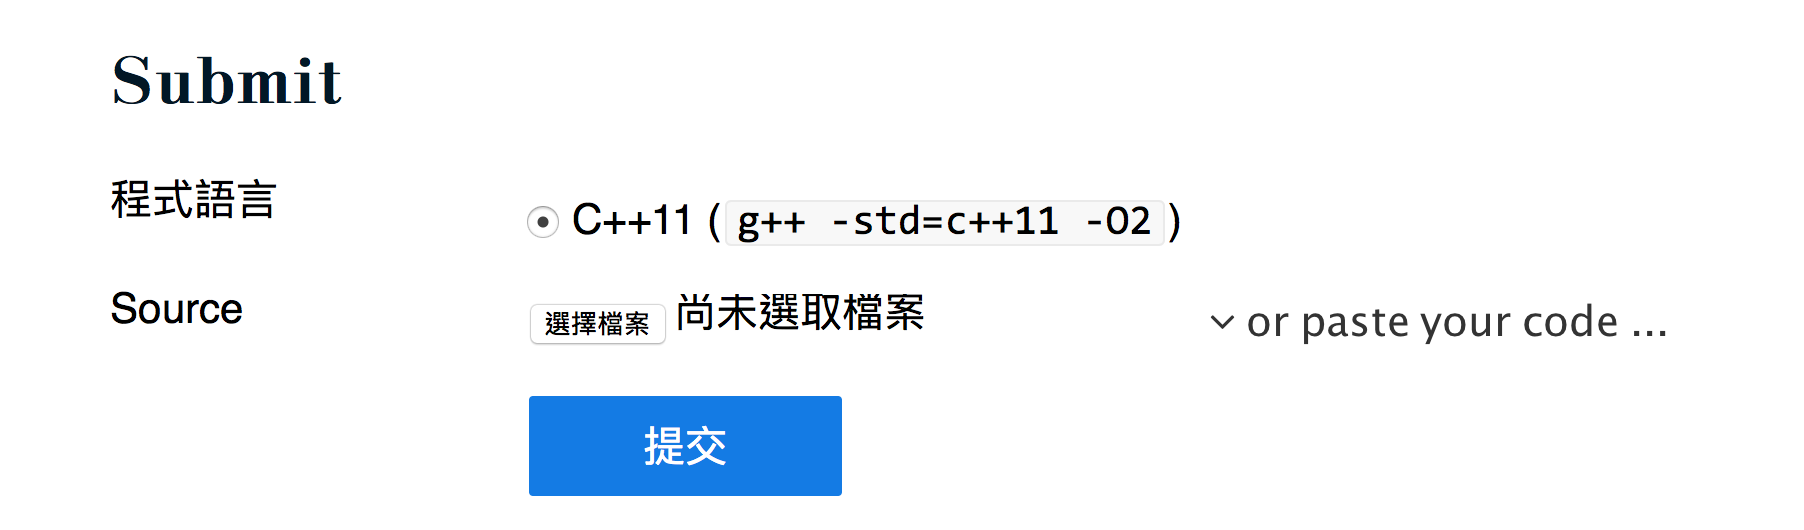 Submit
程式語言
C++11 (g++ -std=c++11 -O2)
Source
選擇檔案 尚未選取檔案
or paste your code ...
提交